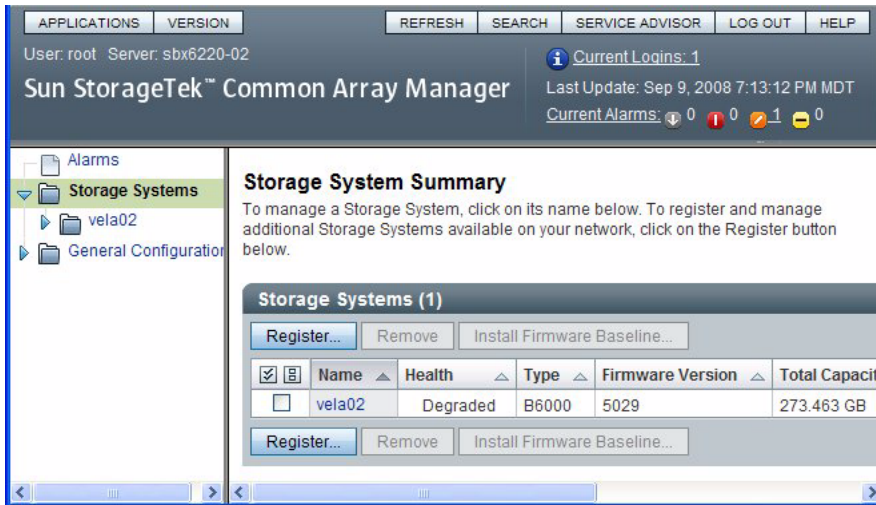 APPLICATIONS VERSION REFRESH SEARCH SERVICE ADVISOR LOG OUT HELP
User: root Server: sbx6220-02
Current Logins: 1
Sun StorageTek™ Common Array Manager
Last Update: Sep 9, 2008 7:13:12 PM MDT
Current Alarms: 0 0 1 0
Alarms
Storage Systems
vela02
General Configuration
Storage System Summary
To manage a Storage System, click on its name below. To register and manage
additional Storage Systems available on your network, click on the Register button
below.
Storage Systems (1)
Register... Remove Install Firmware Baseline...
Name Health Type Firmware Version Total Capacit
vela02 Degraded B6000 5029 273.463 GB
Register... Remove Install Firmware Baseline...